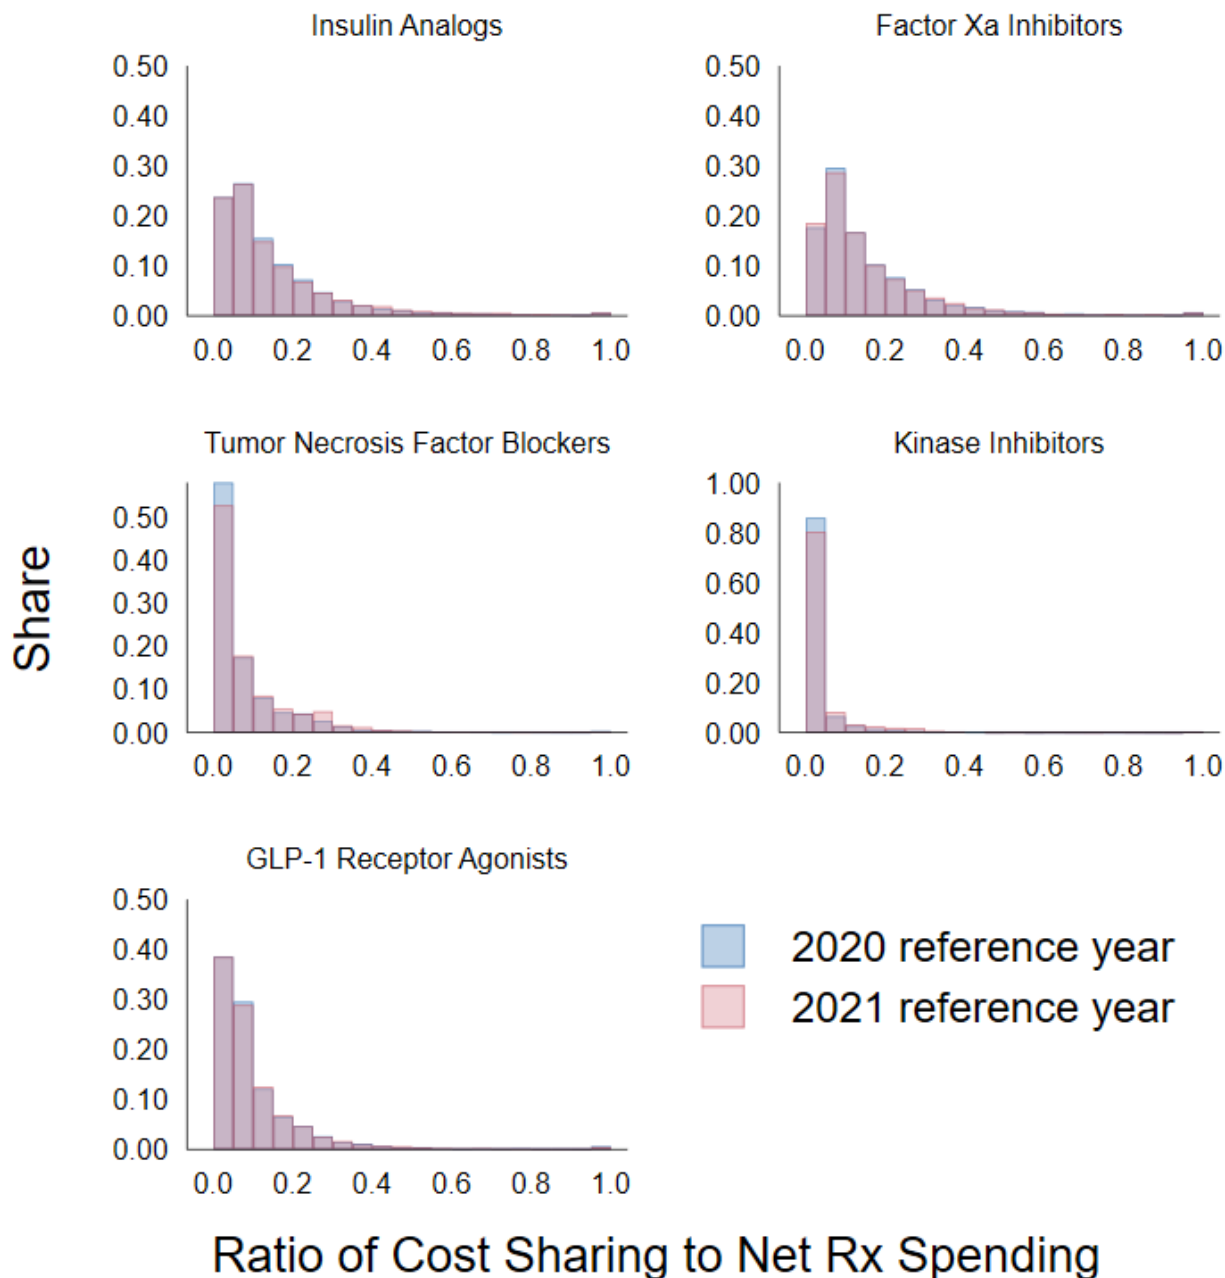 Insulin Analogs
0.50
0.40
0.30
0.20
0.10
0.00
0.0 0.2 0.4 0.6 0.8 1.0
Factor Xa Inhibitors
0.50
0.40
0.30
0.20
0.10
0.00
0.0 0.2 0.4 0.6 0.8 1.0
Tumor Necrosis Factor Blockers
0.50
0.40
0.30
0.20
0.10
0.00
0.0 0.2 0.4 0.6 0.8 1.0
Kinase Inhibitors
1.00
0.80
0.60
0.40
0.20
0.00
0.0 0.2 0.4 0.6 0.8 1.0
Share
GLP-1 Receptor Agonists
0.50
0.40
0.30
0.20
0.10
0.00
0.0 0.2 0.4 0.6 0.8 1.0
2020 reference year
2021 reference year
Ratio of Cost Sharing to Net Rx Spending